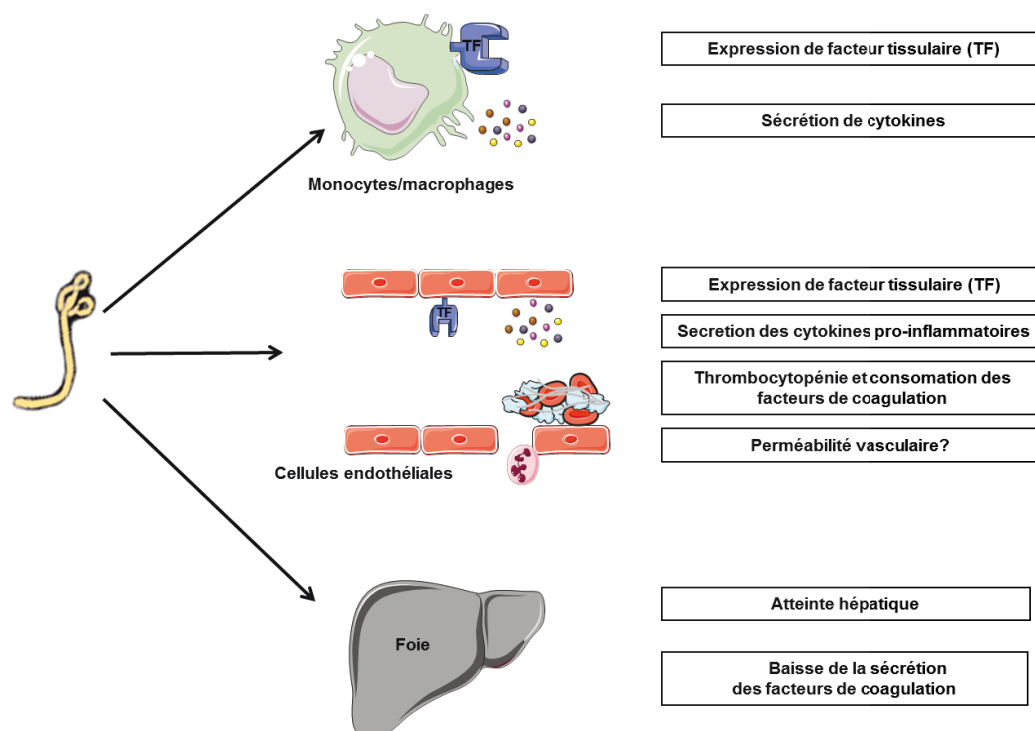 TF
Expression de facteur tissulaire (TF)
Sécrétion de cytokines
Monocytes/macrophages
TF
Expression de facteur tissulaire (TF)
Secretion des cytokines pro-inflammatoires
Thrombocytopénie et consomation des
facteurs de coagulation
Perméabilité vasculaire?
Cellules endothéliales
Foie
Atteinte hépatique
Baisse de la sécrétion
des facteurs de coagulation